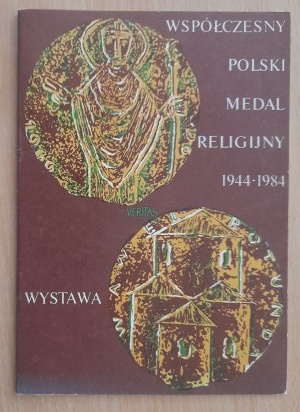 WSPÓŁCZESNY
POLSKI
MEDAL
RELIGIJNY
1944-1984
VERITAS
WYSTAWA